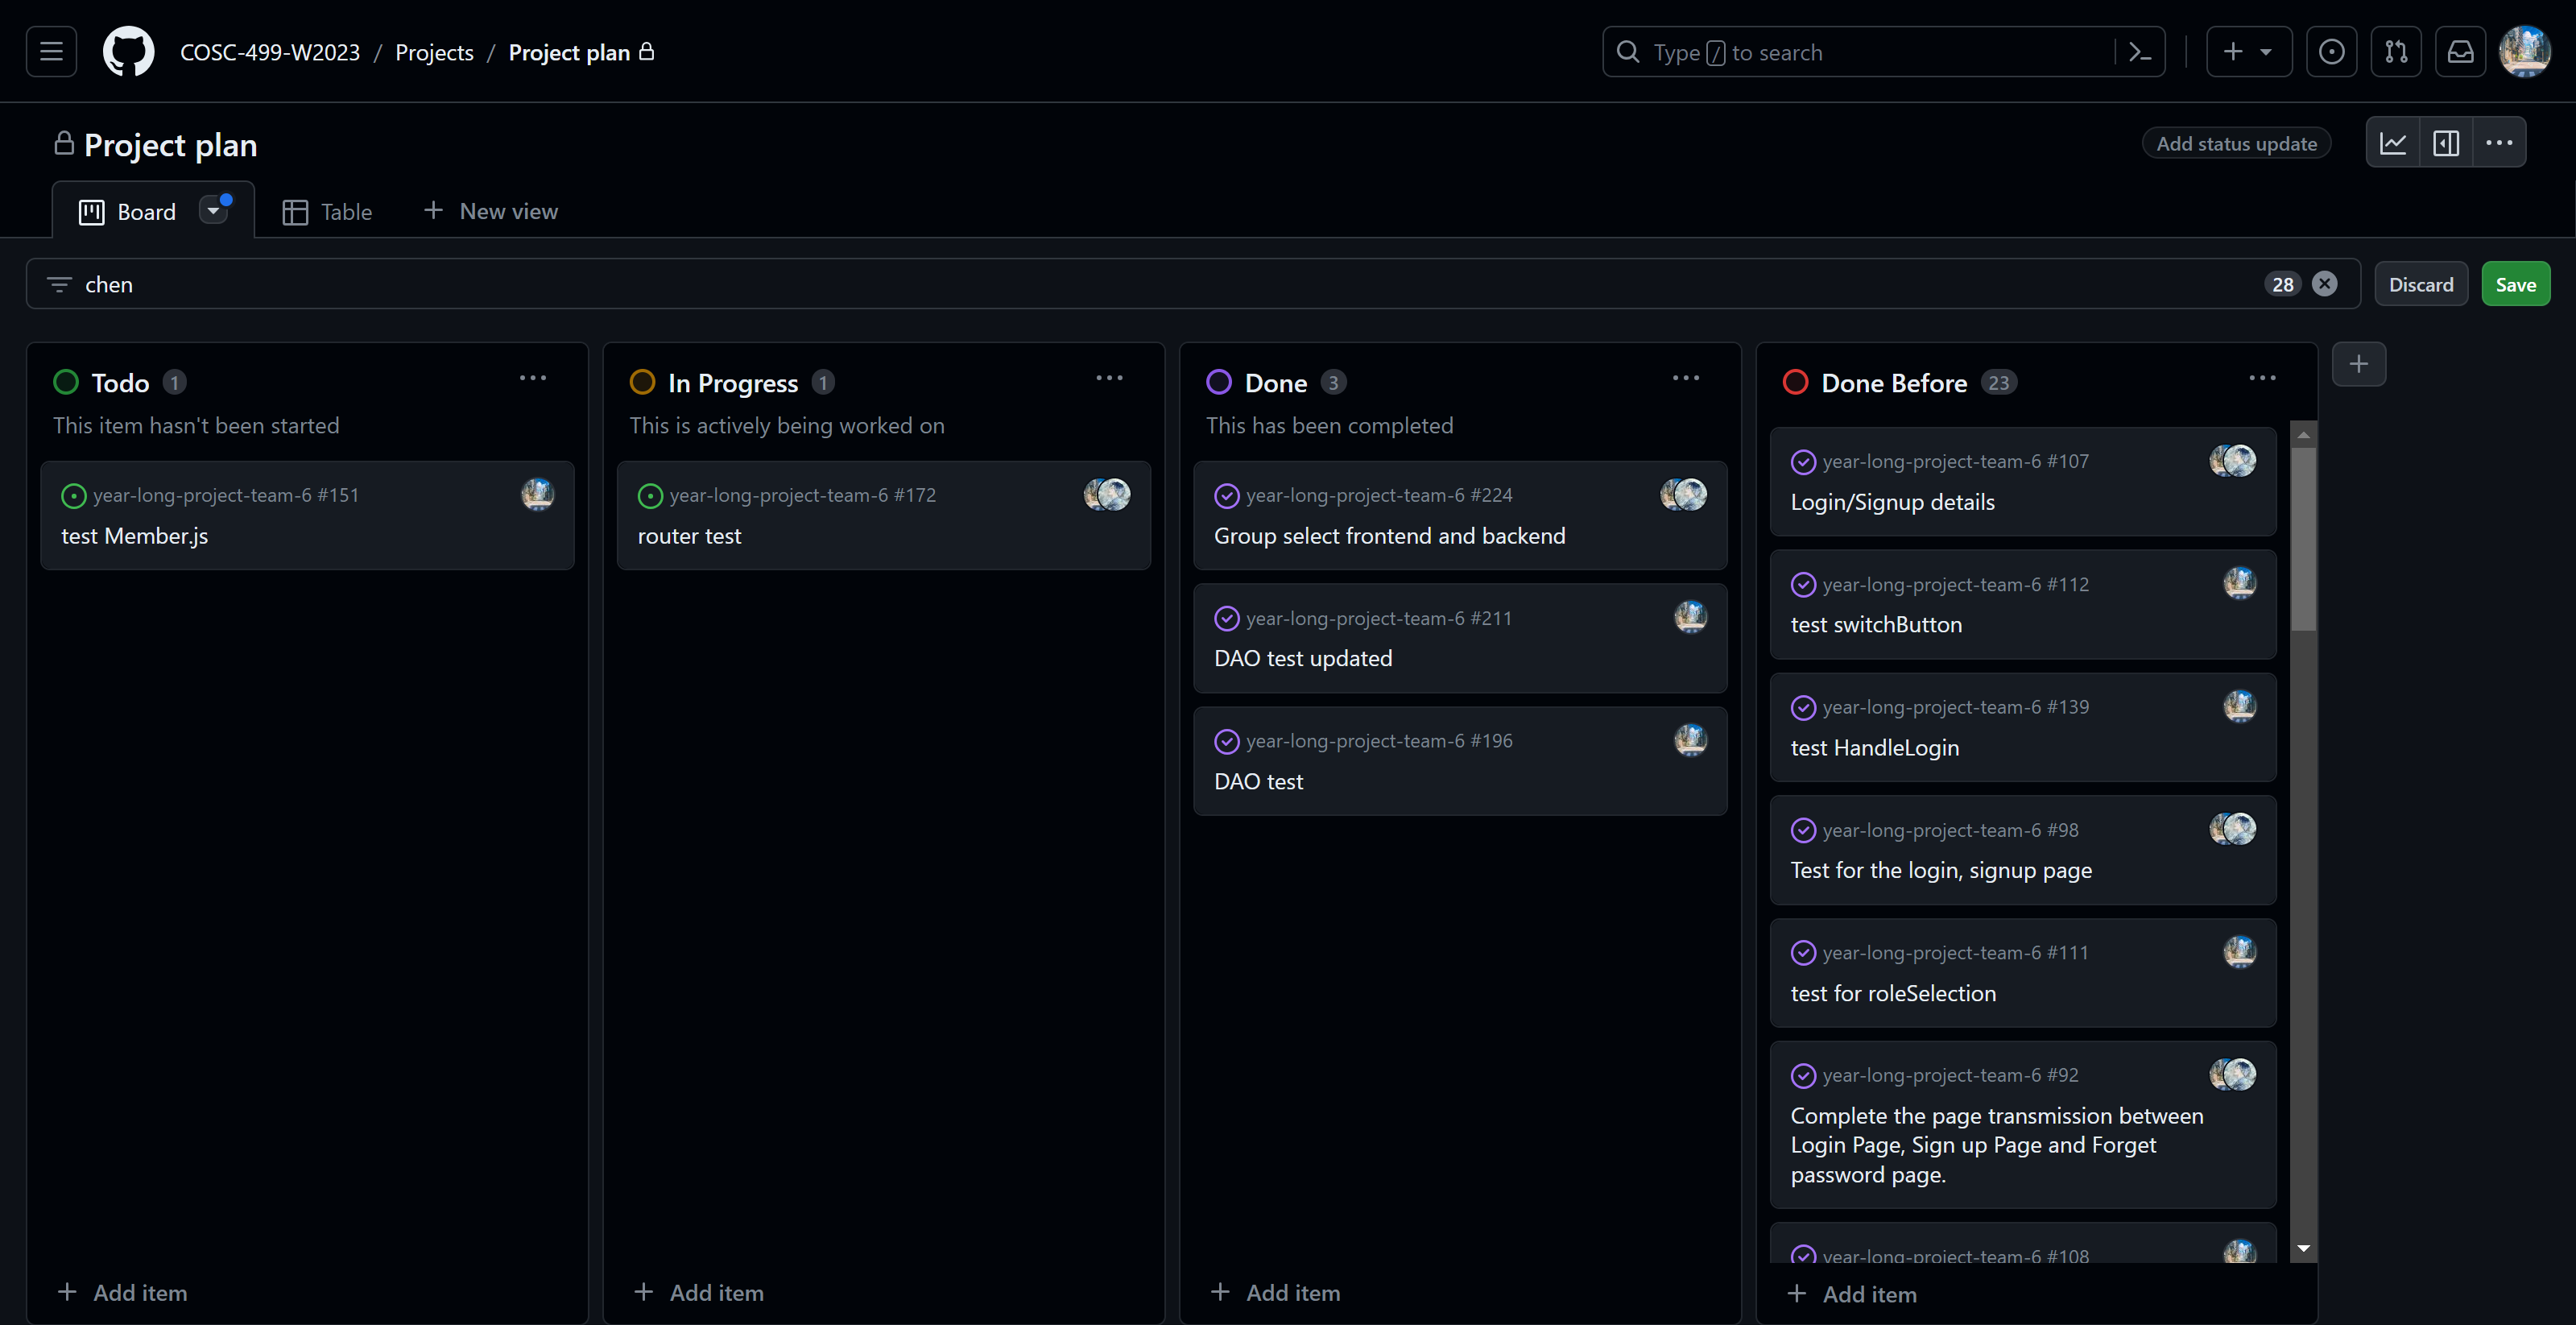 COSC-499-W2023 / Projects / Project plan
Type / to search
Project plan
Add status update
Board
Table
New view
chen
28
Discard
Save
Todo 1
This item hasn't been started
year-long-project-team-6 #151
test Member.js
Add item
In Progress 1
This is actively being worked on
year-long-project-team-6 #172
router test
Add item
Done 3
This has been completed
year-long-project-team-6 #224
Group select frontend and backend
year-long-project-team-6 #211
DAO test updated
year-long-project-team-6 #196
DAO test
Add item
Done Before 23
year-long-project-team-6 #107
Login/Signup details
year-long-project-team-6 #112
test switchButton
year-long-project-team-6 #139
test HandleLogin
year-long-project-team-6 #98
Test for the login, signup page
year-long-project-team-6 #111
test for roleSelection
year-long-project-team-6 #92
Complete the page transmission between
Login Page, Sign up Page and Forget
password page.
year-long-project-team-6 #108
Add item